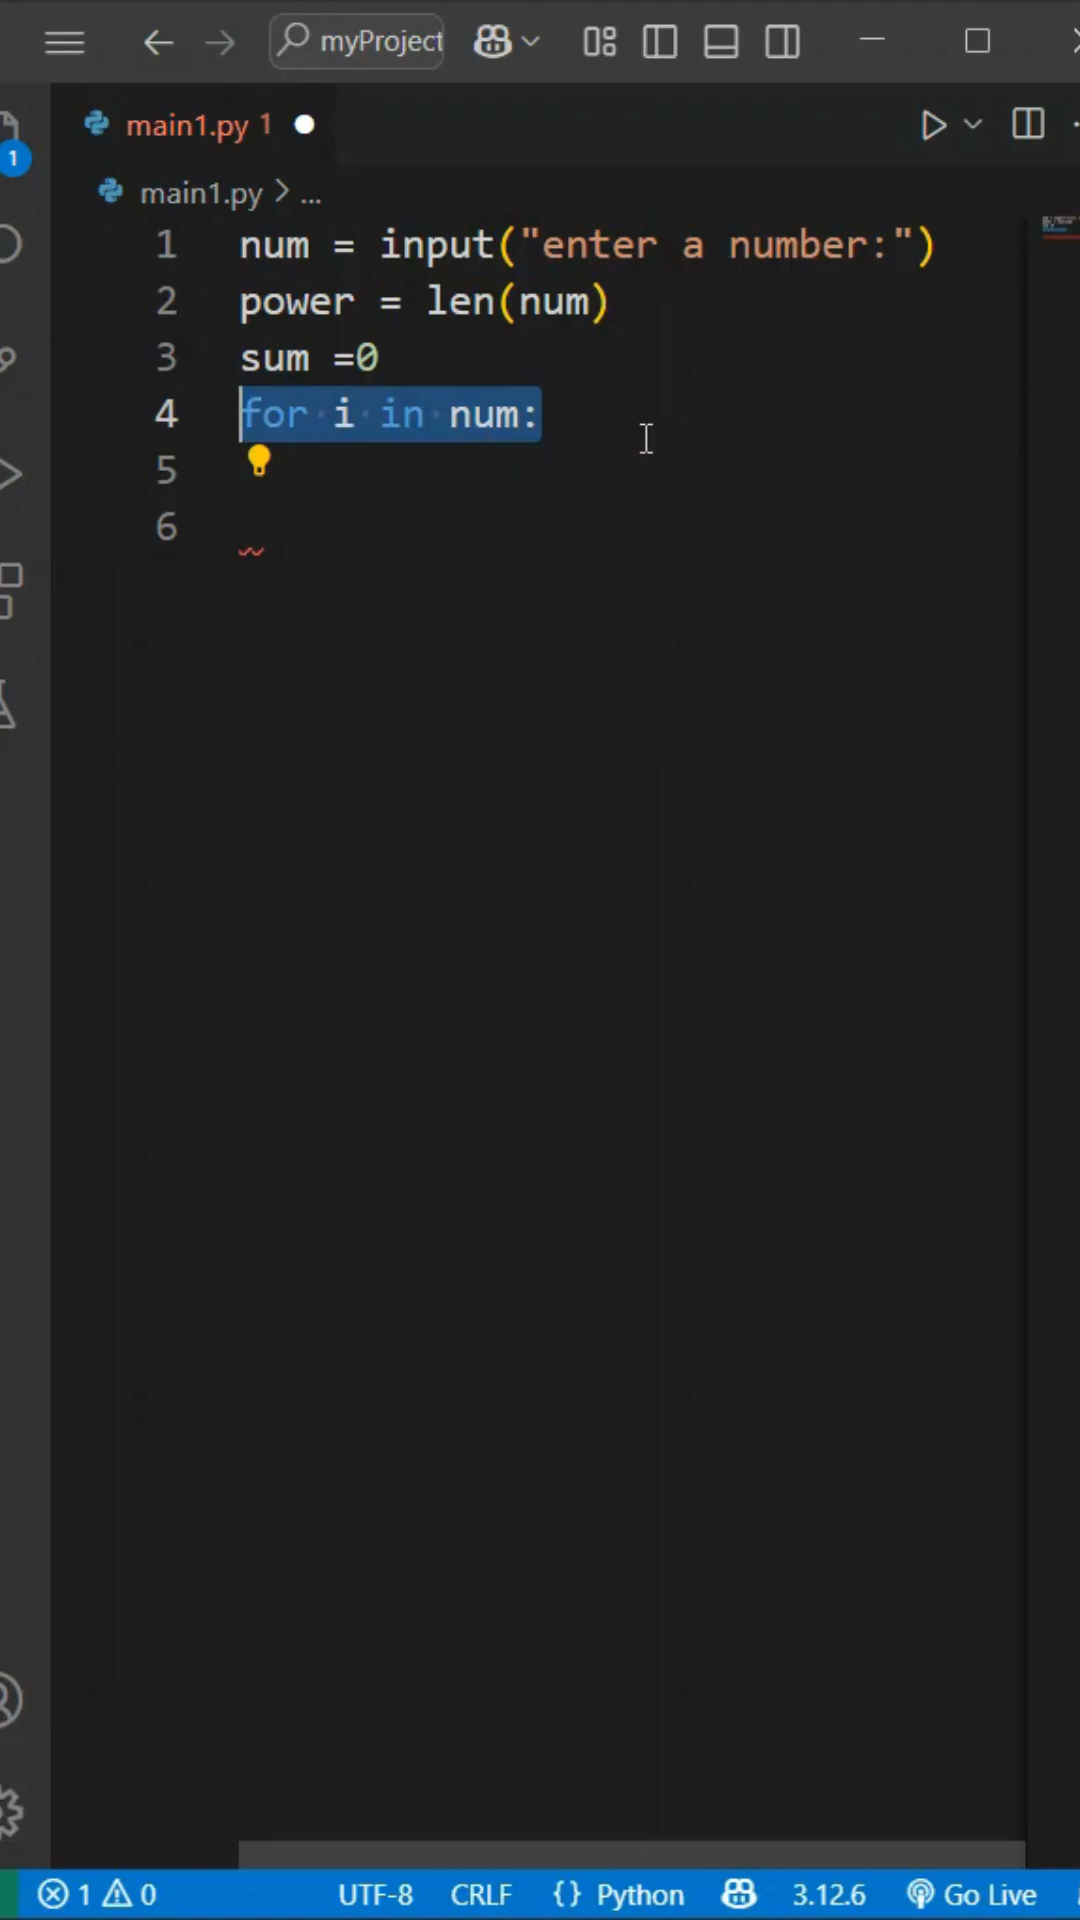 myProject
main1.py 1
1
main1.py > ...
1 num = input("enter a number:")
2 power = len(num)
3 sum =0
4 for i in num:
5
6
1 0 UTF-8 CRLF {} Python 3.12.6 Go Live